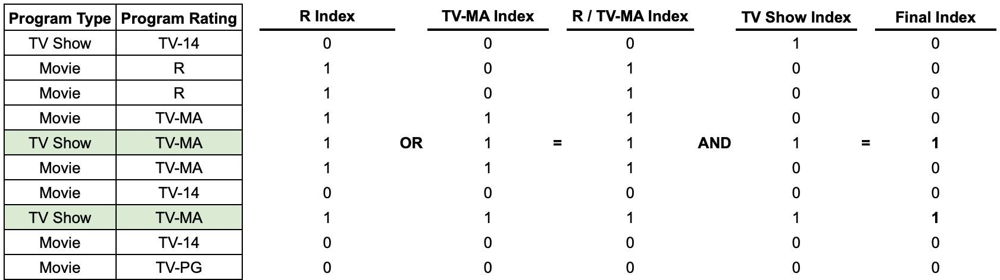 Program Type Program Rating R Index TV-MA Index R / TV-MA Index TV Show Index Final Index
TV Show TV-14 0 0 0 1 0
Movie R 1 0 1 0 0
Movie R 1 0 1 0 0
Movie TV-MA 1 1 1 0 0
TV Show TV-MA 1 OR 1 = 1 AND 1 = 1
Movie TV-MA 1 1 1 0 0
Movie TV-14 0 0 0 0 0
TV Show TV-MA 1 1 1 1 1
Movie TV-14 0 0 0 0 0
Movie TV-PG 0 0 0 0 0